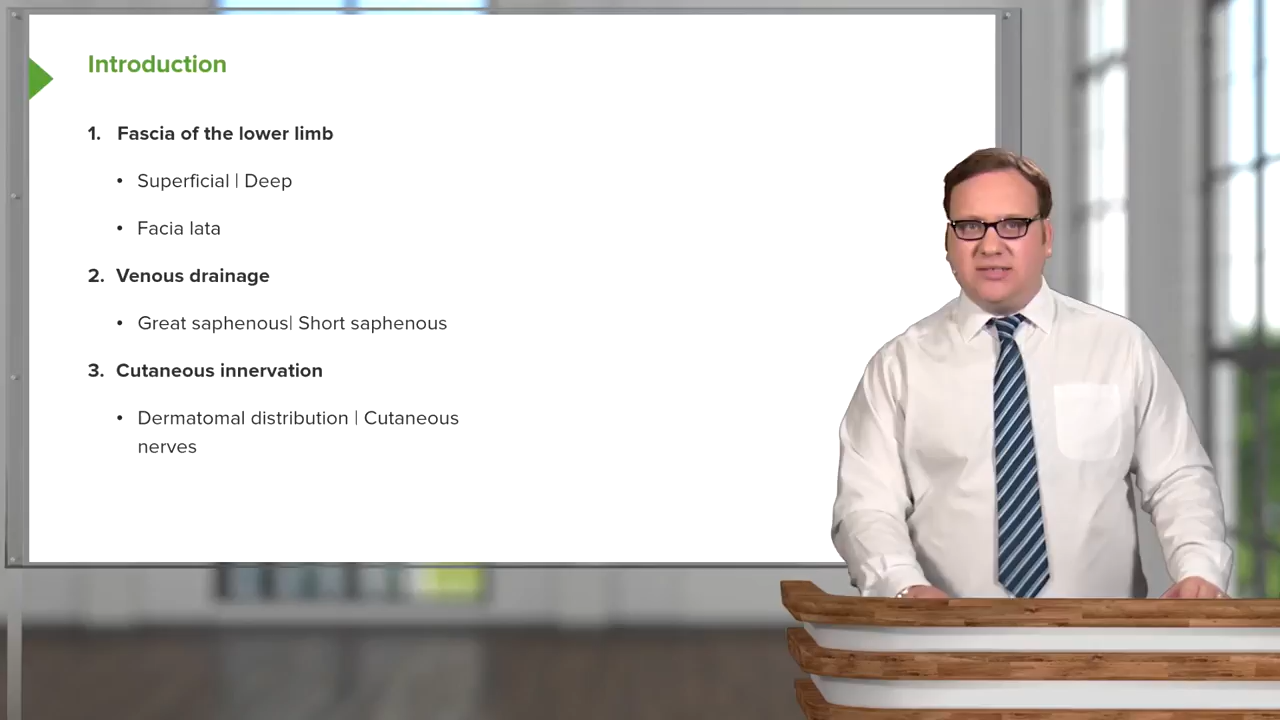 Introduction
1. Fascia of the lower limb
• Superficial | Deep
• Facia lata
2. Venous drainage
• Great saphenous| Short saphenous
3. Cutaneous innervation
• Dermatomal distribution | Cutaneous
nerves